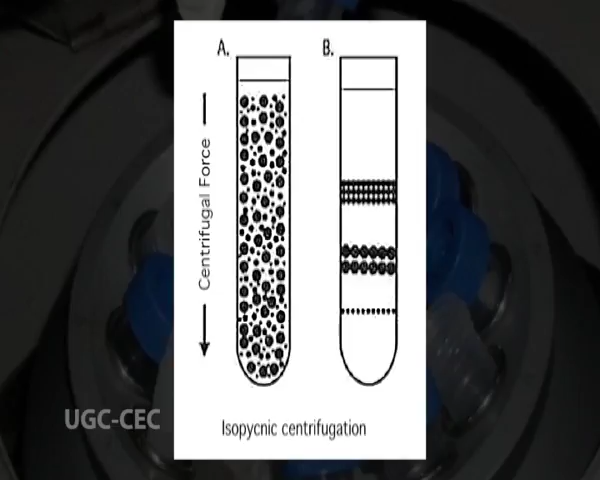 A.
B.
Centrifugal Force
UGC-CEC
Isopycnic centrifugation